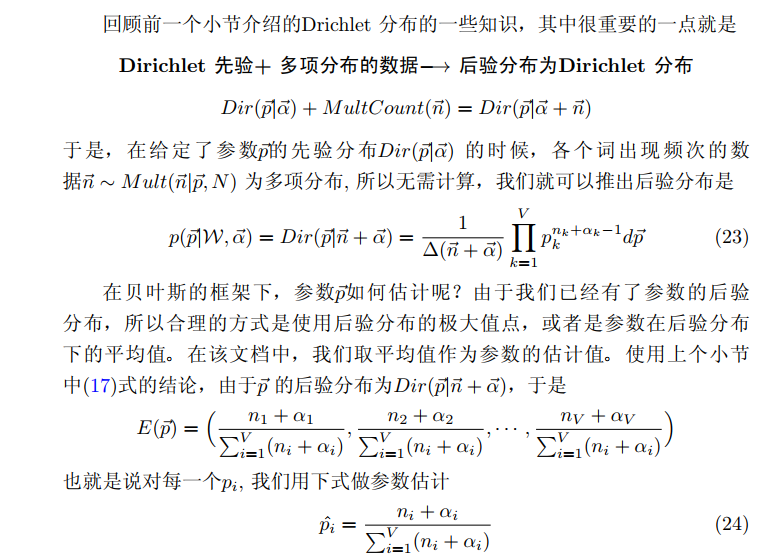 回顾前一个小节介绍的Drichlet 分布的一些知识，其中很重要的一点就是
Dirichlet 先验+ 多项分布的数据⟶ 后验分布为Dirichlet 分布
$Dir(\vec{p}|\vec{\alpha}) + MultCount(\vec{n}) = Dir(\vec{p}|\vec{\alpha} + \vec{n})$
于是，在给定了参数$\vec{p}$的先验分布$Dir(\vec{p}|\vec{\alpha})$ 的时候，各个词出现频次的数
据$\vec{n} \sim Mult(\vec{n}|\vec{p}, N)$ 为多项分布, 所以无需计算，我们就可以推出后验分布是
$p(\vec{p}|\mathcal{W}, \vec{\alpha}) = Dir(\vec{p}|\vec{n} + \vec{\alpha}) = \frac{1}{\Delta(\vec{n} + \vec{\alpha})} \prod_{k=1}^{V} p_k^{n_k + \alpha_k - 1} d\vec{p}$ (23)
在贝叶斯的框架下，参数$\vec{p}$如何估计呢？由于我们已经有了参数的后验
分布，所以合理的方式是使用后验分布的极大值点，或者是参数在后验分布
下的平均值。在该文档中，我们取平均值作为参数的估计值。使用上个小节
中(17)式的结论，由于$\vec{p}$ 的后验分布为$Dir(\vec{p}|\vec{n} + \vec{\alpha})$，于是
$E(\vec{p}) = \left( \frac{n_1 + \alpha_1}{\sum_{i=1}^{V}(n_i + \alpha_i)}, \frac{n_2 + \alpha_2}{\sum_{i=1}^{V}(n_i + \alpha_i)}, \cdots, \frac{n_V + \alpha_V}{\sum_{i=1}^{V}(n_i + \alpha_i)} \right)$
也就是说对每一个$p_i$, 我们用下式做参数估计
$\hat{p_i} = \frac{n_i + \alpha_i}{\sum_{i=1}^{V}(n_i + \alpha_i)}$ (24)